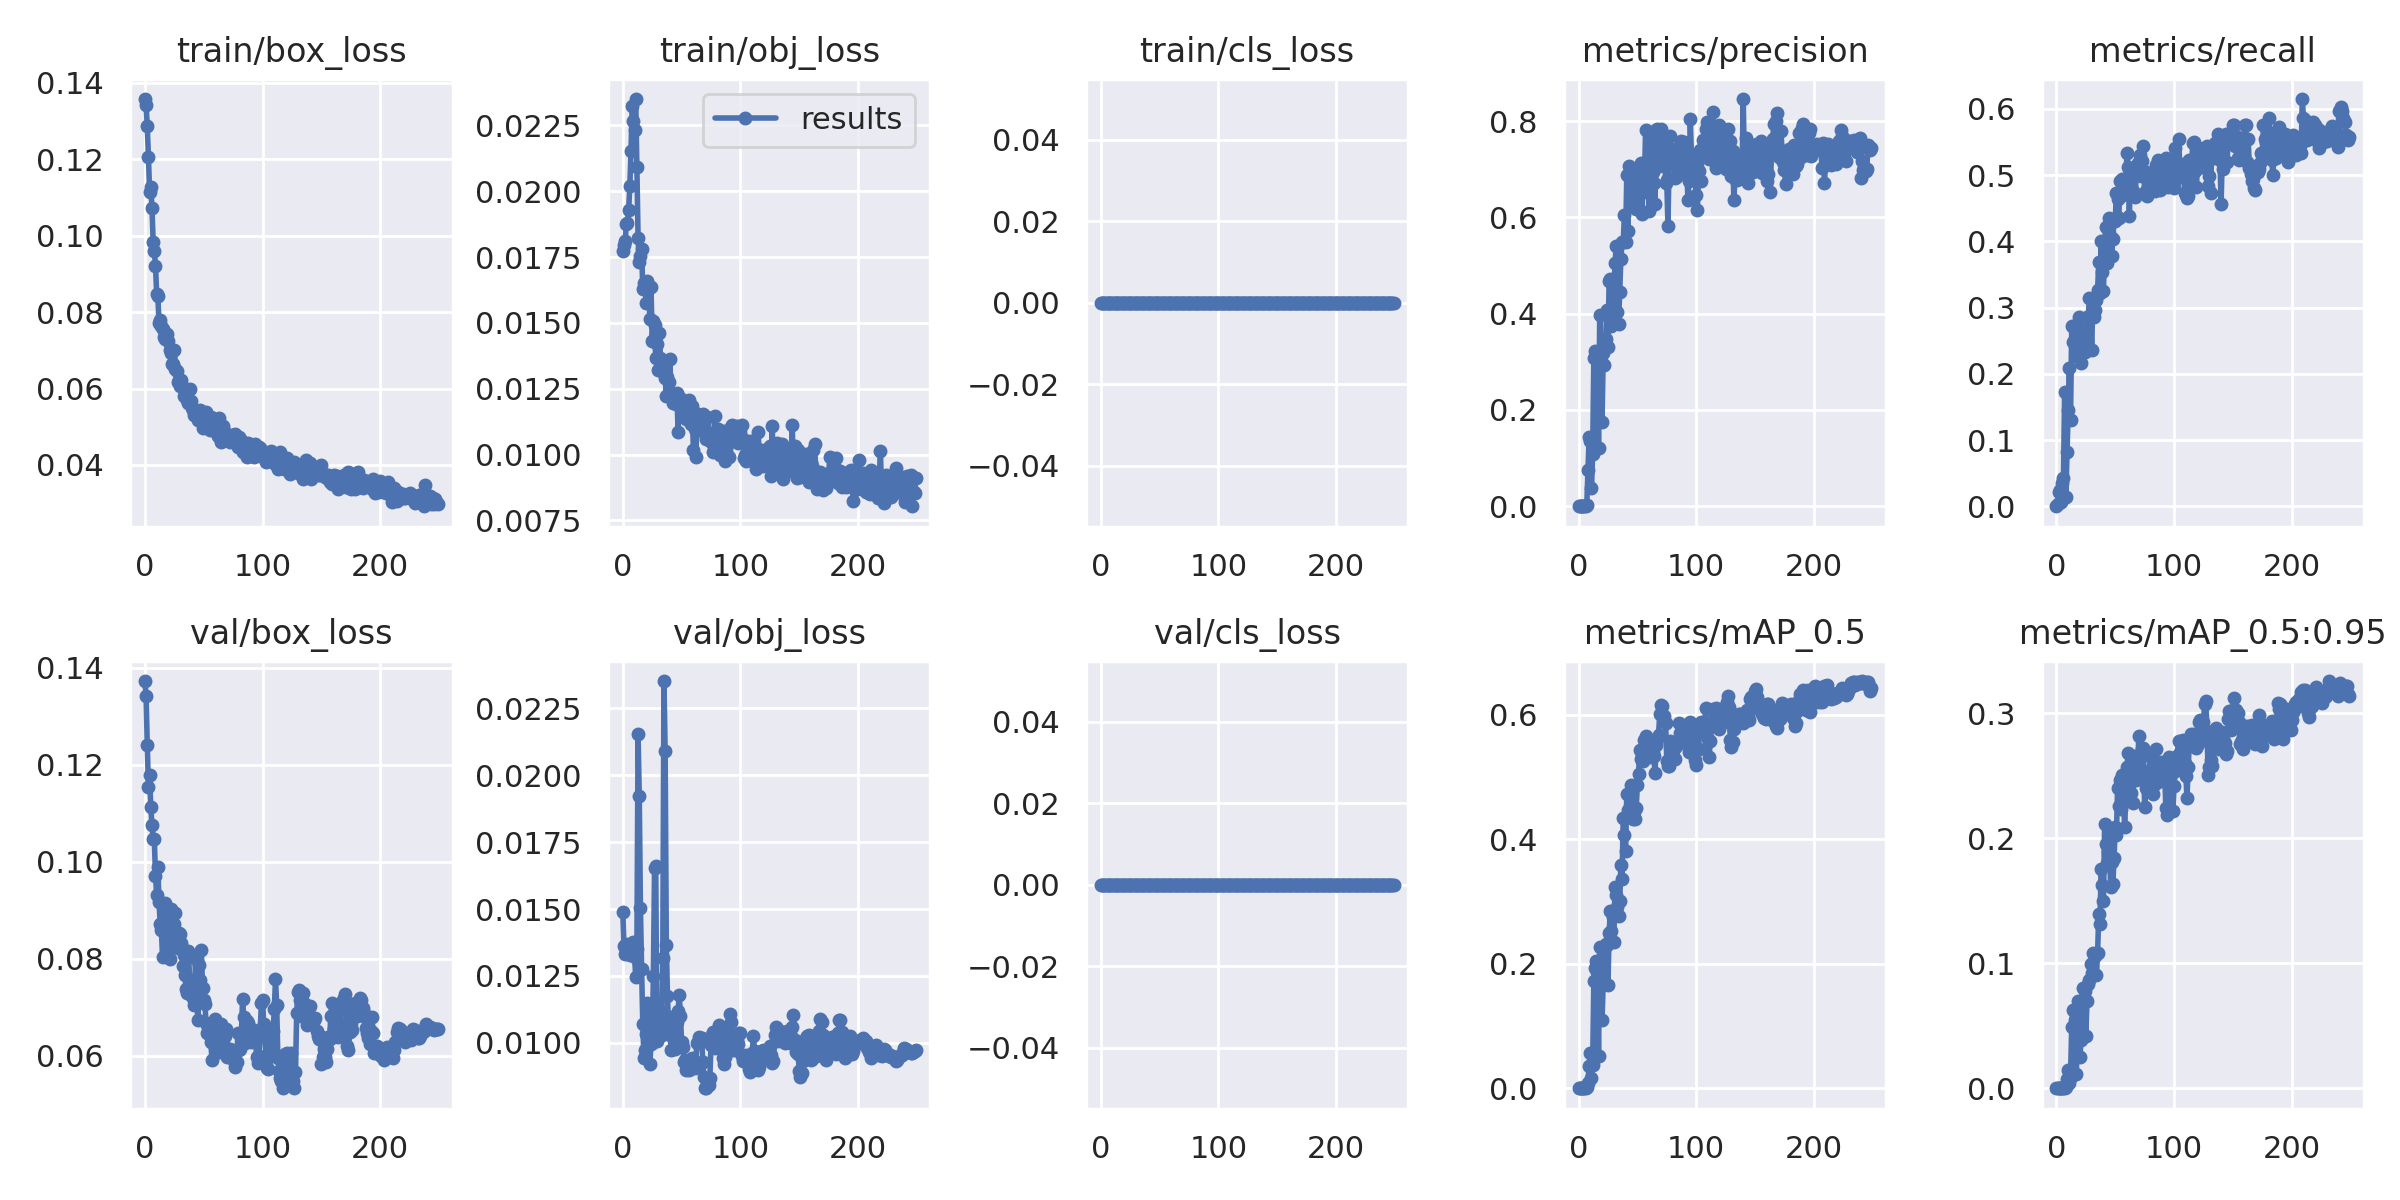 train/box_loss
train/obj_loss
train/cls_loss
metrics/precision
metrics/recall
0.14
0.12
0.10
0.08
0.06
0.04
0 100 200
results
0.0225
0.0200
0.0175
0.0150
0.0125
0.0100
0.0075
0 100 200
0.04
0.02
0.00
−0.02
−0.04
0 100 200
0.8
0.6
0.4
0.2
0.0
0 100 200
0.6
0.5
0.4
0.3
0.2
0.1
0.0
0 100 200
val/box_loss
val/obj_loss
val/cls_loss
metrics/mAP_0.5
metrics/mAP_0.5:0.95
0.14
0.12
0.10
0.08
0.06
0 100 200
0.0225
0.0200
0.0175
0.0150
0.0125
0.0100
0 100 200
0.04
0.02
0.00
−0.02
−0.04
0 100 200
0.6
0.4
0.2
0.0
0 100 200
0.3
0.2
0.1
0.0
0 100 200